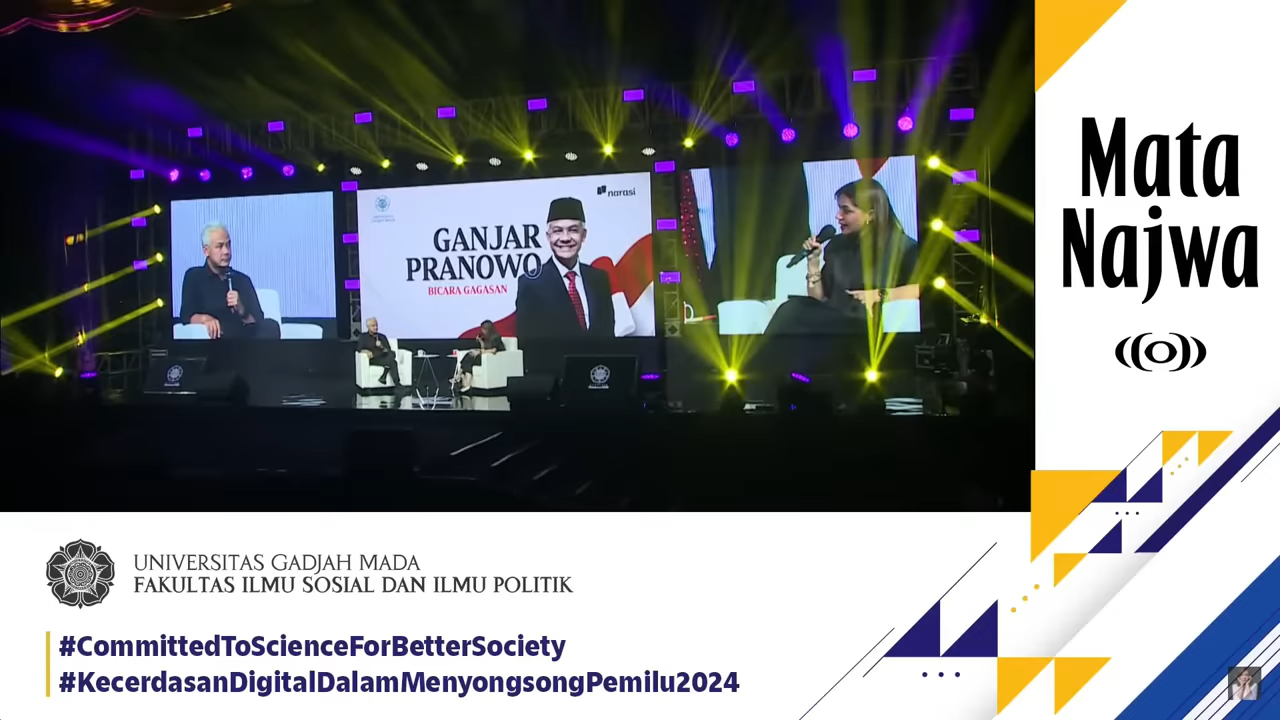 narasi
GANJAR
PRANOWO
BICARA GAGASAN
Mata
Najwa
UNIVERSITAS GADJAH MADA
FAKULTAS ILMU SOSIAL DAN ILMU POLITIK
#CommittedToScienceForBetterSociety
#KecerdasanDigitalDalamMenyongsongPemilu2024